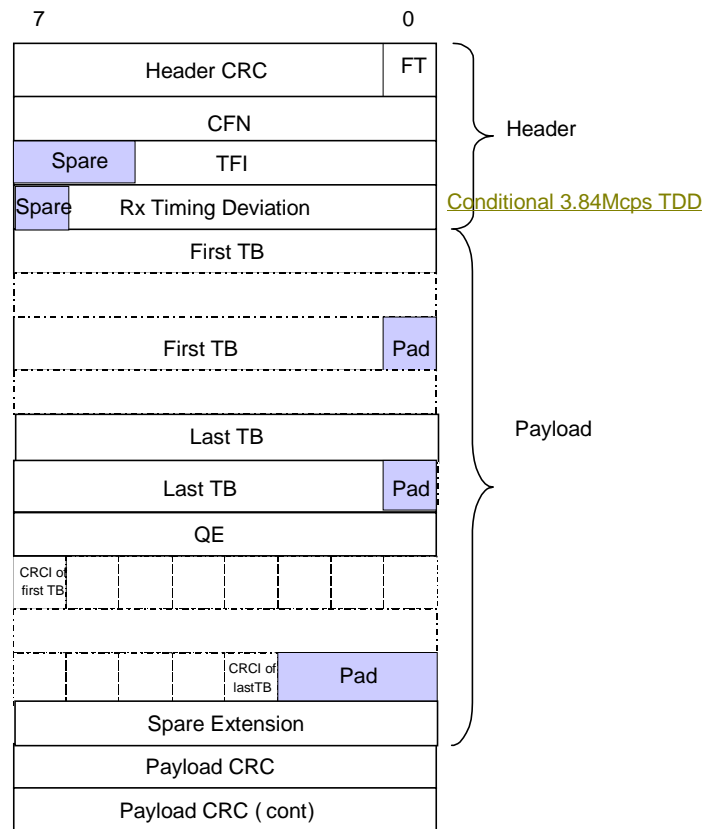 7 0
Header CRC FT
CFN
Header
Spare TFI
Spare Rx Timing Deviation Conditional 3.84Mcps TDD
First TB
First TB Pad
Last TB
Payload
Last TB Pad
QE
CRCI of
first TB
CRCI of
lastTB
Pad
Spare Extension
Payload CRC
Payload CRC ( cont)